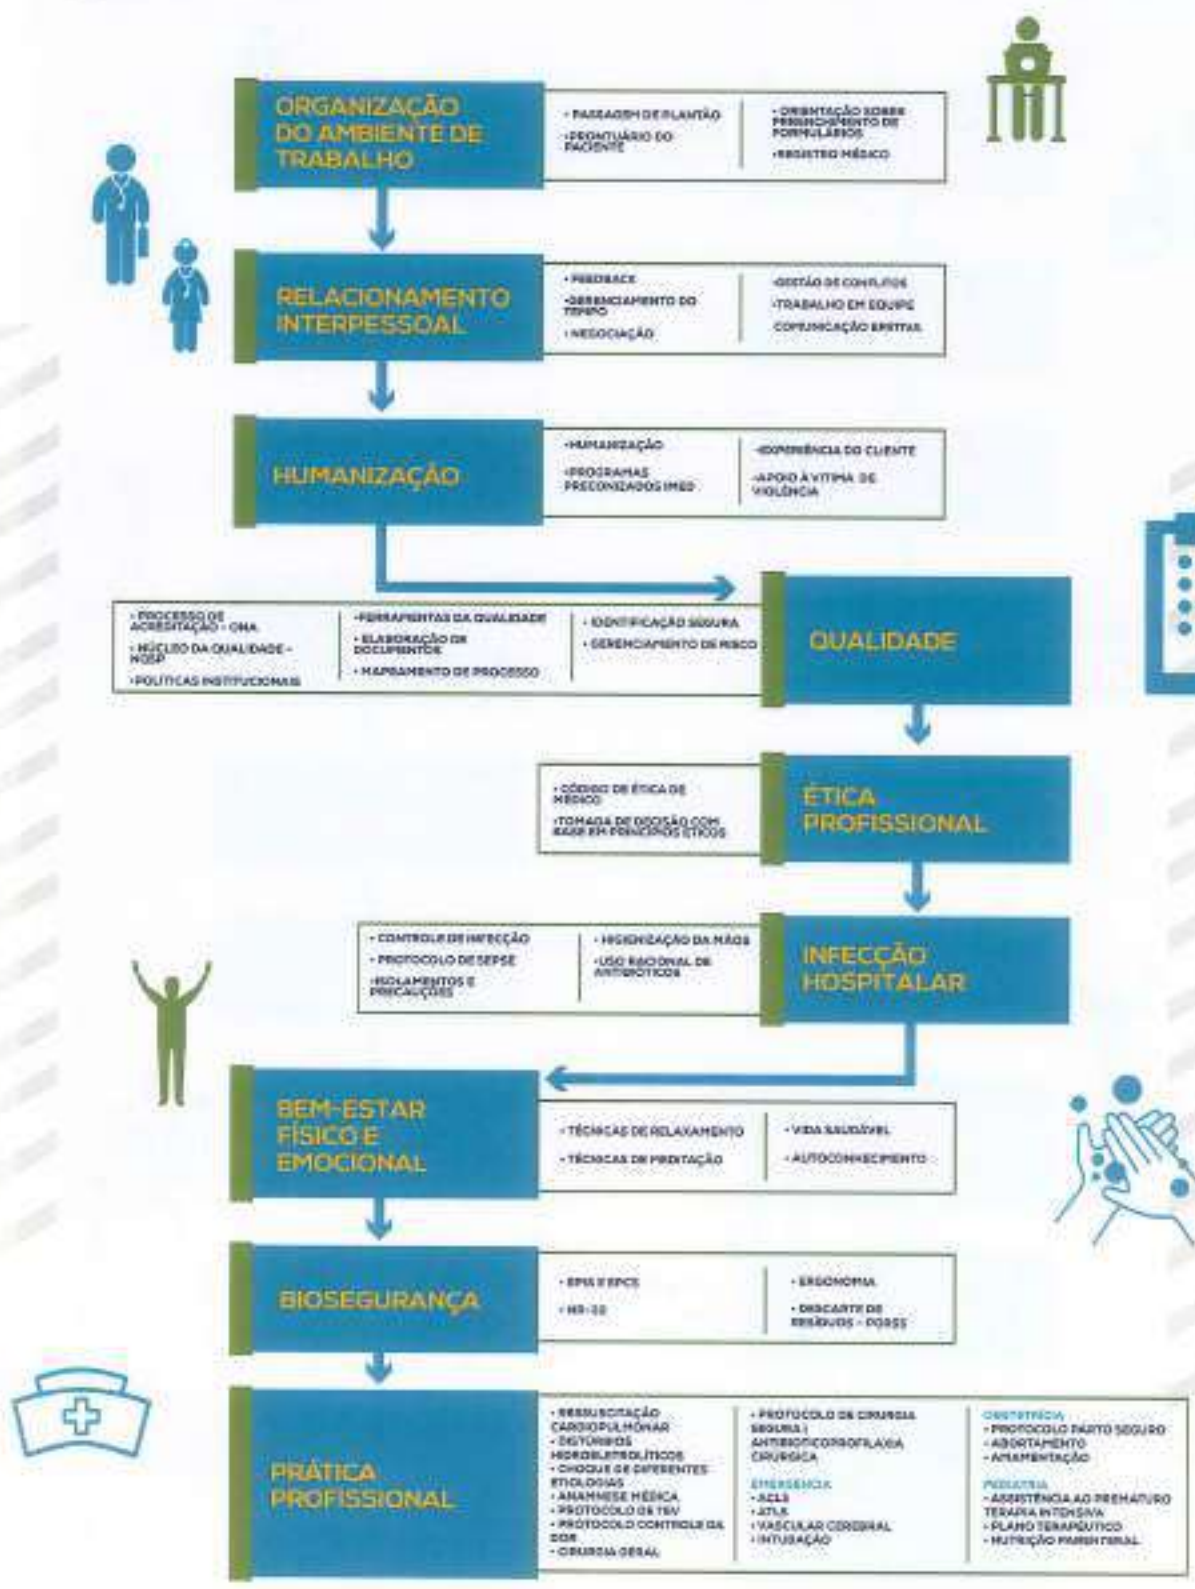 ORGANIZAÇÃO
DO AMBIENTE DE
TRABALHO
• PASSAGEM DE PLANTÃO
•PRONTUÁRIO DO
PACIENTE
• ORIENTAÇÃO SOBRE
PREENCHIMENTO DE
FORMULÁRIOS
•REGISTRO MÉDICO
RELACIONAMENTO
INTERPESSOAL
• FEEDBACK
•GERENCIAMENTO DO
TEMPO
• NEGOCIAÇÃO
•GESTÃO DE CONFLITOS
•TRABALHO EM EQUIPE
COMUNICAÇÃO EFETIVA
HUMANIZAÇÃO
•HUMANIZAÇÃO
•PROGRAMAS
PRECONIZADOS IMED
•EXPERIÊNCIA DO CLIENTE
•APOIO À VITIMA DE
VIOLÊNCIA
QUALIDADE
• PROCESSO DE
ACREDITAÇÃO - ONA
• NÚCLEO DA QUALIDADE -
NQSP
•POLÍTICAS INSTITUCIONAIS
•FERRAMENTAS DA QUALIDADE
• ELABORAÇÃO DE
DOCUMENTOS
• MAPEAMENTO DE PROCESSO
• IDENTIFICAÇÃO SEGURA
• GERENCIAMENTO DE RISCO
ÉTICA
PROFISSIONAL
• CÓDIGO DE ÉTICA DE
MÉDICO
•TOMADA DE DECISÃO COM
BASE EM PRINCÍPIOS ÉTICOS
INFECÇÃO
HOSPITALAR
• CONTROLE DE INFECÇÃO
• PROTOCOLO DE SEPSE
•ISOLAMENTOS E
PRECAUÇÕES
• HIGIENIZAÇÃO DA MÃOS
•USO RACIONAL DE
ANTIBIÓTICOS
BEM-ESTAR
FÍSICO E
EMOCIONAL
• TÉCNICAS DE RELAXAMENTO
• TÉCNICAS DE MEDITAÇÃO
• VIDA SAUDÁVEL
• AUTOCONHECIMENTO
BIOSEGURANÇA
• EPIS E EPCS
• NR-32
• ERGONOMIA
• DESCARTE DE
RESÍDUOS - PGRSS
PRÁTICA
PROFISSIONAL
• RESSUSCITAÇÃO
CARDIOPULMONAR
• DISTÚRBIOS
HIDROELETROLÍTICOS
• CHOQUE DE DIFERENTES
ETIOLOGIAS
• ANAMNESE MÉDICA
• PROTOCOLO DE TEV
• PROTOCOLO CONTROLE DA
DOR
• CIRURGIA GERAL
• PROTOCOLO DE CIRURGIA
SEGURA |
ANTIBIOTICOPROFILAXIA
CIRÚRGICA
EMERGENCIA
• ACLS
• ATLS
• VASCULAR CEREBRAL
• INTUBAÇÃO
OBSTETRÍCIA
• PROTOCOLO PARTO SEGURO
• ABORTAMENTO
• AMAMENTAÇÃO
PEDIATRIA
• ASSISTÊNCIA AO PREMATURO
TERAPIA INTENSIVA
• PLANO TERAPÊUTICO
• NUTRIÇÃO PARENTERAL